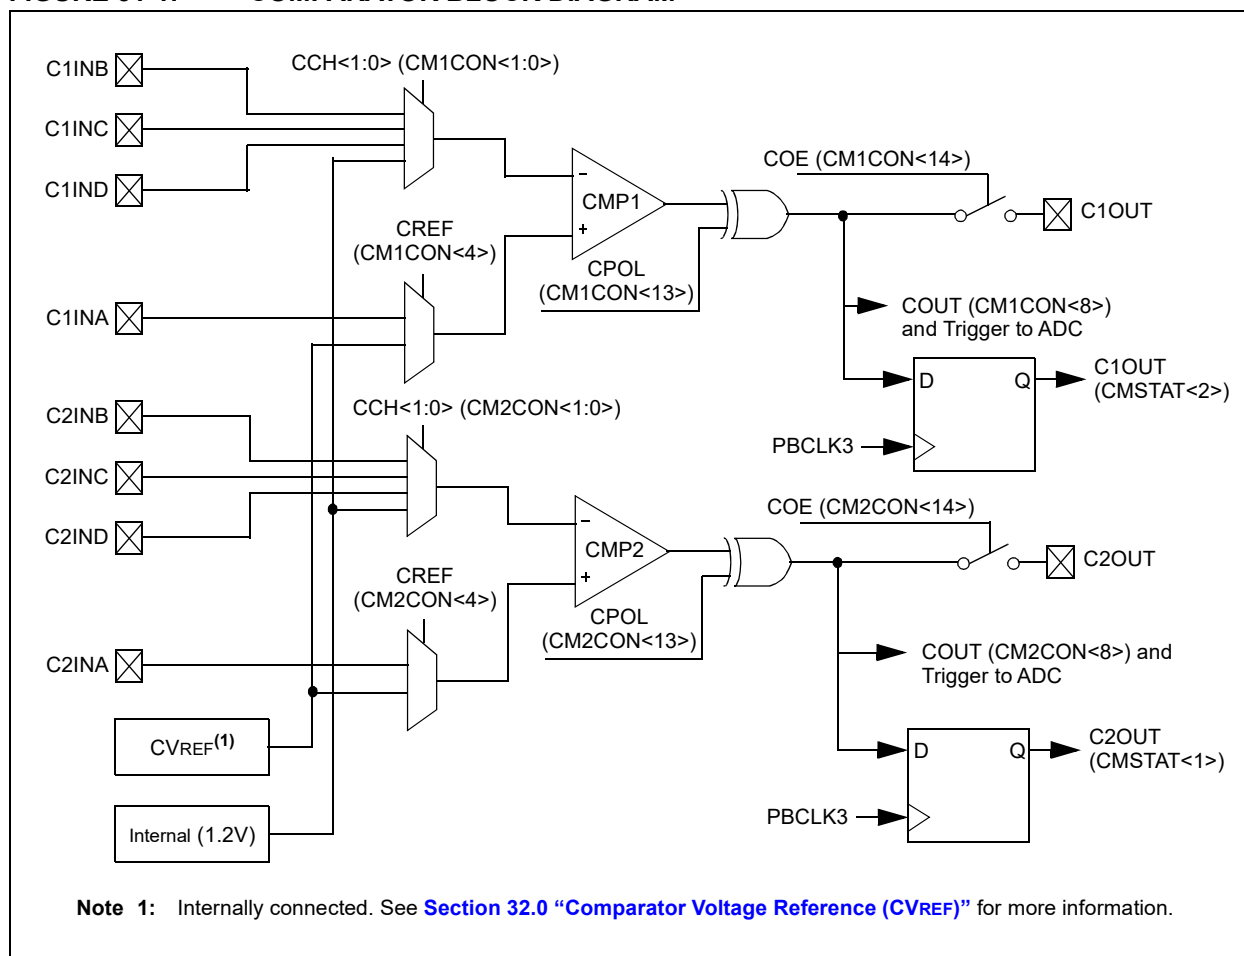 C1INB
CCH<1:0> (CM1CON<1:0>)
C1INC
C1IND
COE (CM1CON<14>)
C1OUT
–
CMP1
+
CREF
(CM1CON<4>)
CPOL
(CM1CON<13>)
C1INA
COUT (CM1CON<8>)
and Trigger to ADC
D
Q
C1OUT
(CMSTAT<2>)
PBCLK3
C2INB
CCH<1:0> (CM2CON<1:0>)
C2INC
C2IND
COE (CM2CON<14>)
C2OUT
–
CMP2
+
CREF
(CM2CON<4>)
CPOL
(CM2CON<13>)
C2INA
COUT (CM2CON<8>) and
Trigger to ADC
CVREF(1)
D
Q
C2OUT
(CMSTAT<1>)
PBCLK3
Internal (1.2V)
Note 1: Internally connected. See Section 32.0 “Comparator Voltage Reference (CVREF)” for more information.